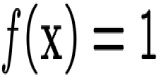 f(x) = 1